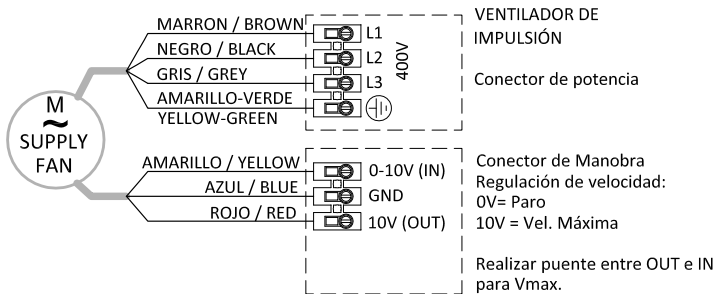 MARRON / BROWN
NEGRO / BLACK
GRIS / GREY
AMARILLO-VERDE
YELLOW-GREEN
L1
L2
L3
400V
VENTILADOR DE
IMPULSIÓN
Conector de potencia
M
~
SUPPLY
FAN
AMARILLO / YELLOW
AZUL / BLUE
ROJO / RED
0-10V (IN)
GND
10V (OUT)
Conector de Manobra
Regulación de velocidad:
0V= Paro
10V = Vel. Máxima
Realizar puente entre OUT e IN
para Vmax.